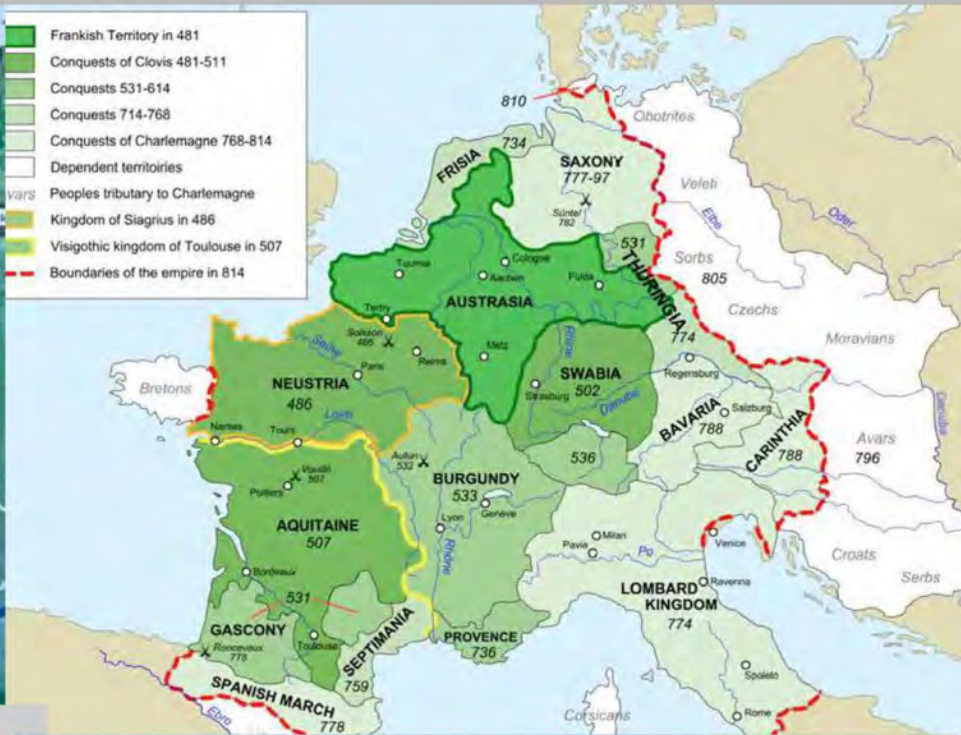 Frankish Territory in 481
Conquests of Clovis 481-511
Conquests 531-614
Conquests 714-768
Conquests of Charlemagne 768-814
Dependent territoiries
vars Peoples tributary to Charlemagne
Kingdom of Siagrius in 486
Visigothic kingdom of Toulouse in 507
Boundaries of the empire in 814
810
Obotrites
734
FRISIA
SAXONY
777-97
Veleti
Süntel
782
Elbe
Oder
531
THURINGIA
Sorbs
805
Tournai
Cologne
Aachen
Fulda
AUSTRASIA
Czechs
Moravians
Tertry
Soisson
486
Reims
Metz
Rhine
774
Seine
Paris
Regensburg
Bretons
NEUSTRIA
486
SWABIA
502
Strasburg
Danube
Salzburg
BAVARIA
788
Loire
Nantes
Tours
CARINTHIA
788
Avars
796
Danube
Autun
532
536
Vouillé
507
Poitiers
BURGUNDY
533
Lyon
Genève
AQUITAINE
507
Rhône
Milan
Pavia
Po
Venice
Croats
Serbs
Bordeaux
531
LOMBARD
KINGDOM
774
Ravenna
GASCONY
Roncevaux
778
Toulouse
SEPTIMANIA
759
PROVENCE
736
Spoleto
SPANISH MARCH
778
Ebro
Corsicans
Rome